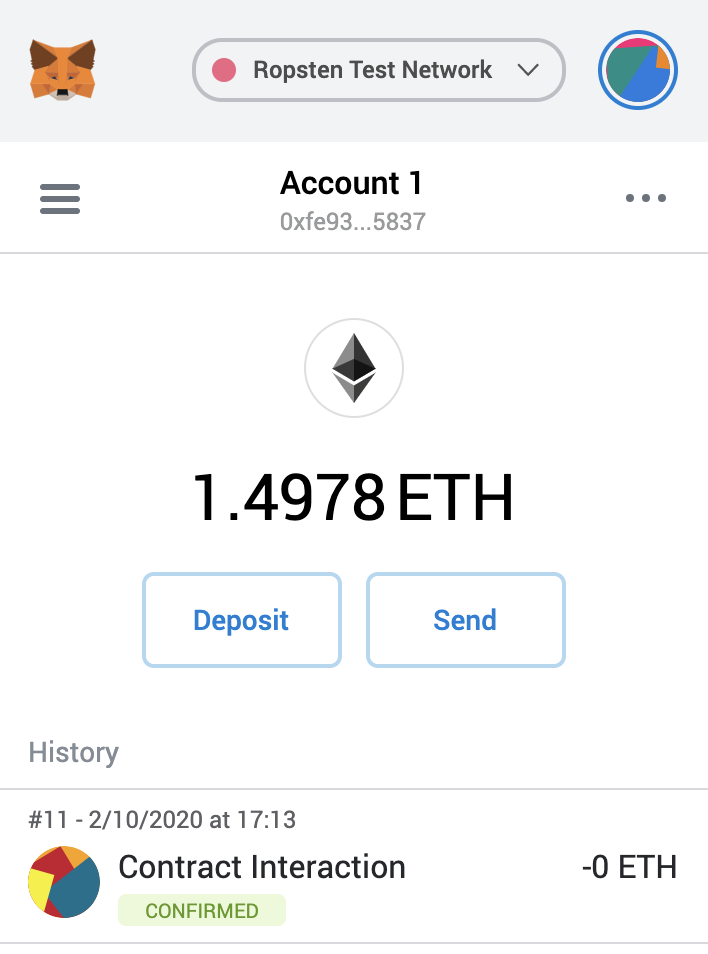 Ropsten Test Network
Account 1
0xfe93...5837
1.4978 ETH
Deposit
Send
History
#11 - 2/10/2020 at 17:13
Contract Interaction
-0 ETH
CONFIRMED